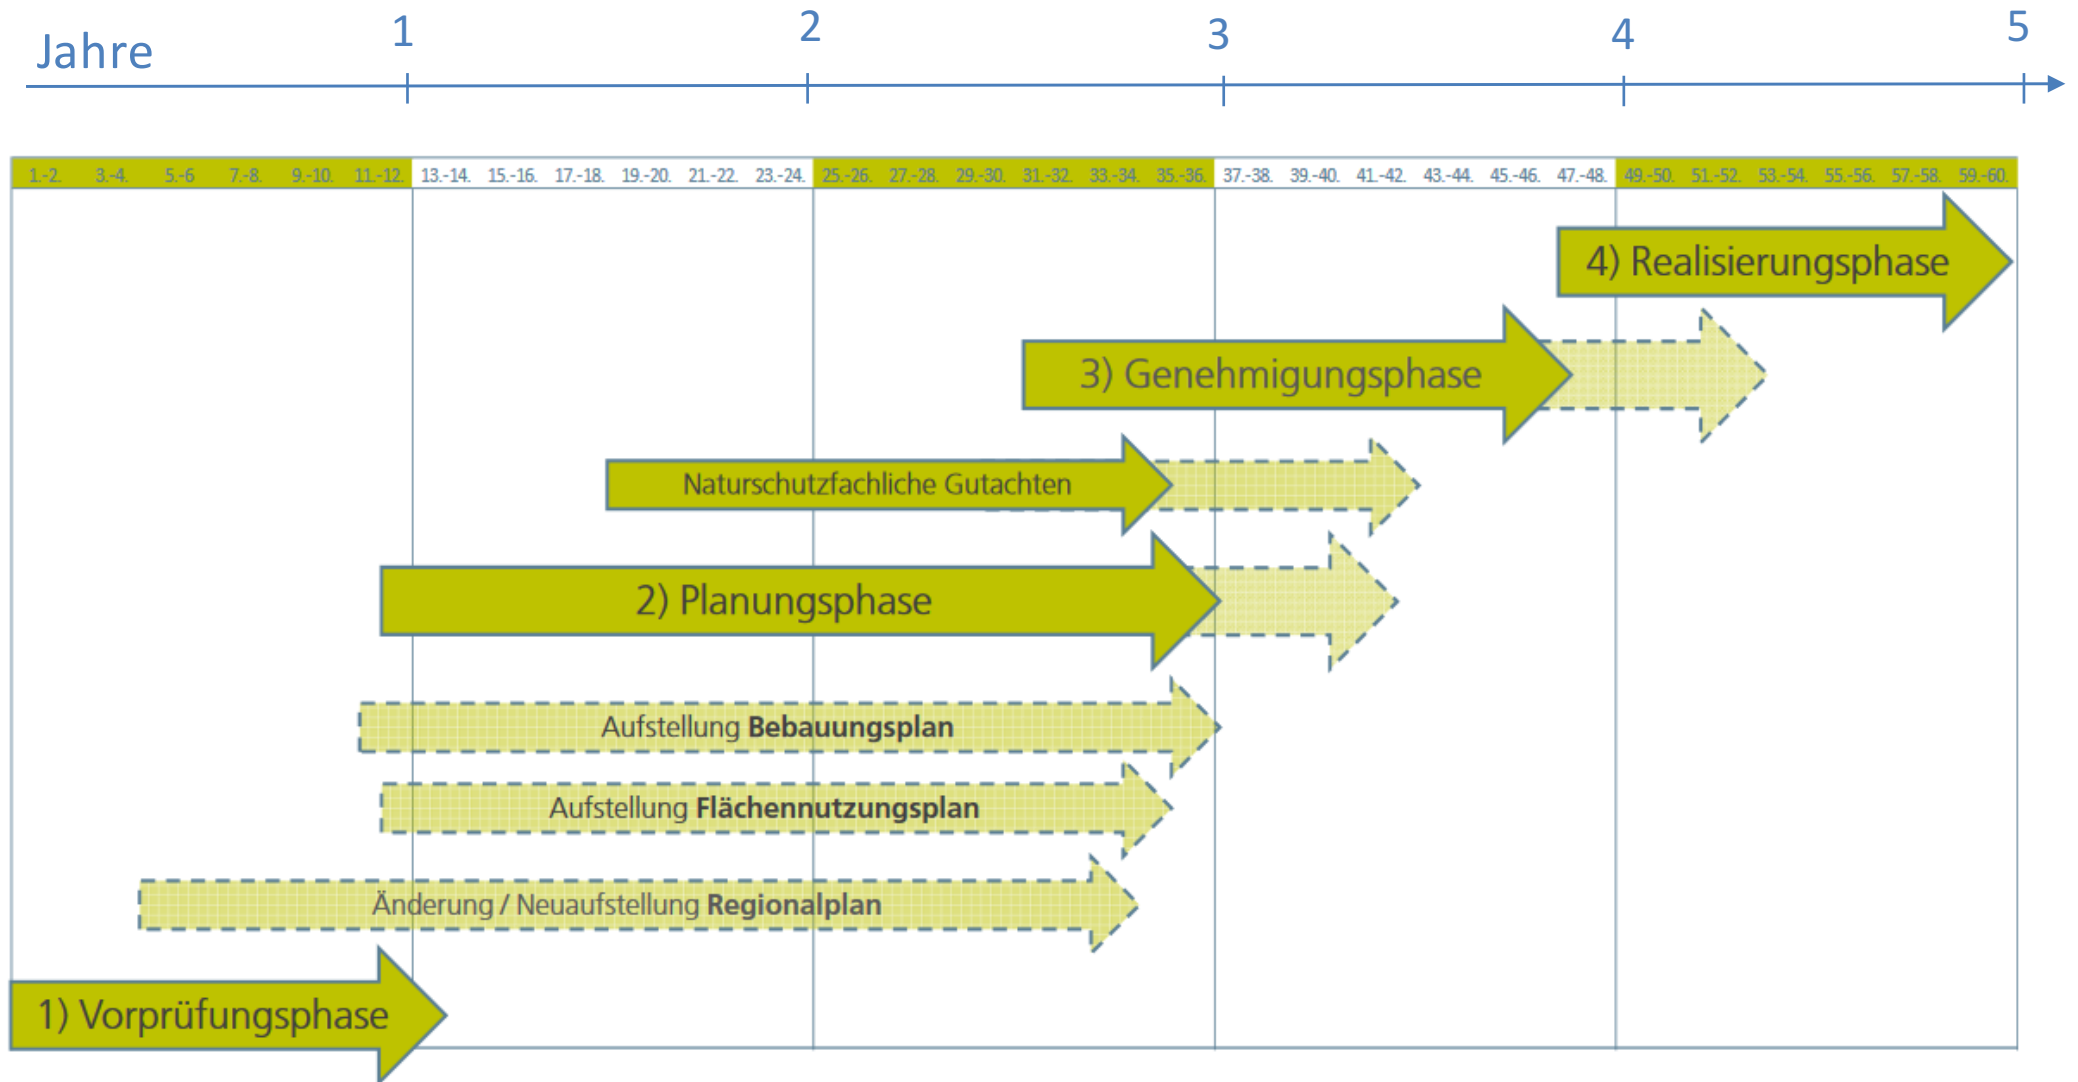 Jahre
1
2
3
4
5
1.-2. 3.-4. 5.-6 7.-8. 9.-10. 11.-12. 13.-14. 15.-16. 17.-18. 19.-20. 21.-22. 23.-24. 25.-26. 27.-28. 29.-30. 31.-32. 33.-34. 35.-36. 37.-38. 39.-40. 41.-42. 43.-44. 45.-46. 47.-48. 49.-50. 51.-52. 53.-54. 55.-56. 57.-58. 59.-60.
4) Realisierungsphase
3) Genehmigungsphase
Naturschutzfachliche Gutachten
2) Planungsphase
Aufstellung Bebauungsplan
Aufstellung Flächennutzungsplan
Änderung / Neuaufstellung Regionalplan
1) Vorprüfungsphase